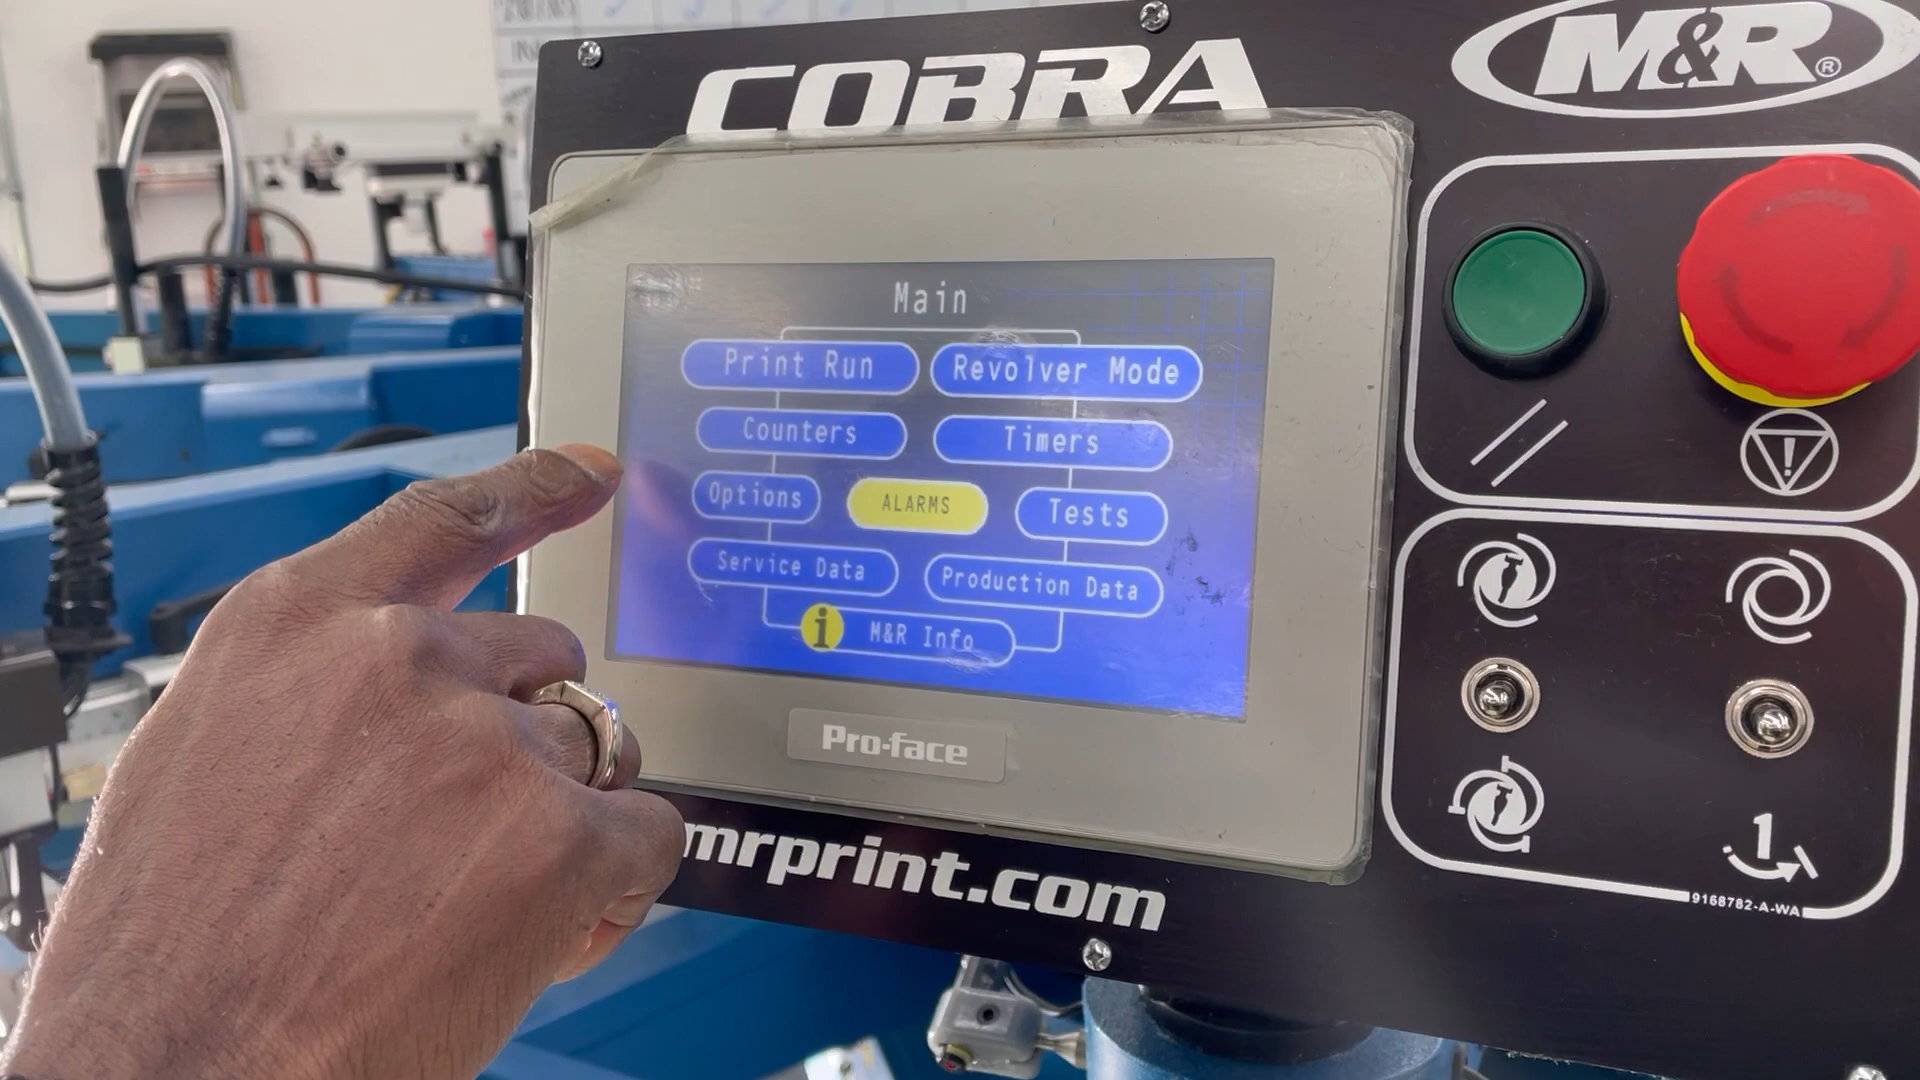 COBRA
M&R®
Main
Print Run
Revolver Mode
Counters
Timers
Options
ALARMS
Tests
Service Data
Production Data
i M&R Info
Pro-face
mrprint.com
1
9168782-A-WA